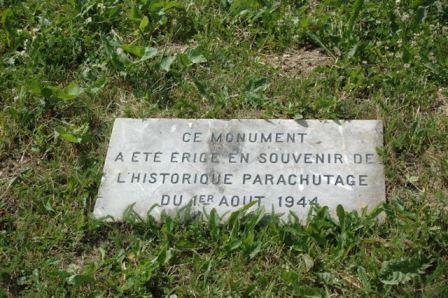 CE MONUMENT
A ETE ERIGE EN SOUVENIR DE
L'HISTORIQUE PARACHUTAGE
DU 1ER AOUT 1944